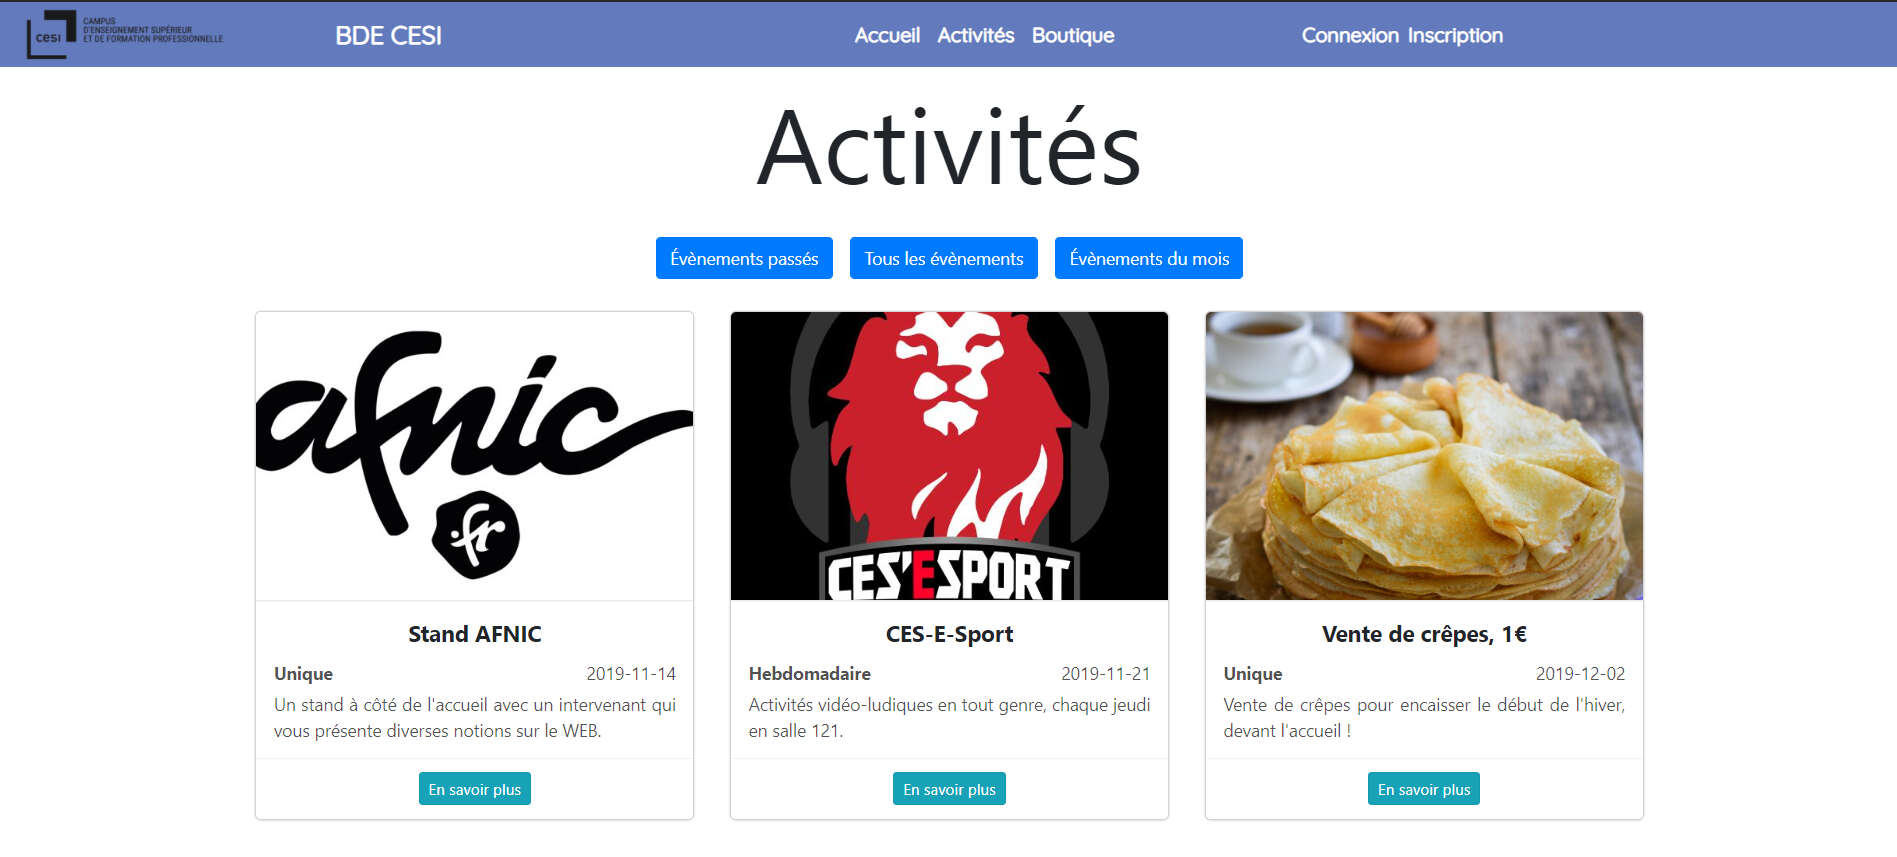 cesi
CAMPUS
D'ENSEIGNEMENT SUPÉRIEUR
ET DE FORMATION PROFESSIONNELLE
BDE CESI
Accueil Activités Boutique
Connexion Inscription
Activités
Évènements passés
Tous les évènements
Évènements du mois
afnic
.fr
Stand AFNIC
Unique 2019-11-14
Un stand à côté de l'accueil avec un intervenant qui
vous présente diverses notions sur le WEB.
En savoir plus
CES'ESPORT
CES-E-Sport
Hebdomadaire 2019-11-21
Activités vidéo-ludiques en tout genre, chaque jeudi
en salle 121.
En savoir plus
Vente de crêpes, 1€
Unique 2019-12-02
Vente de crêpes pour encaisser le début de l'hiver,
devant l'accueil !
En savoir plus